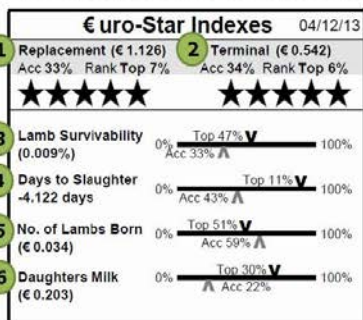 € uro-Star Indexes 04/12/13
1 Replacement (€ 1.126) 2 Terminal (€ 0.542)
Acc 33% Rank Top 7% Acc 34% Rank Top 6%
3 Lamb Survivability
(0.009%)
0% Top 47% 100%
Acc 33%
4 Days to Slaughter
-4.122 days
0% Top 11% 100%
Acc 43%
5 No. of Lambs Born
(€ 0.034)
0% Top 51% 100%
Acc 59%
6 Daughters Milk
(€ 0.203)
0% Top 30% 100%
Acc 22%